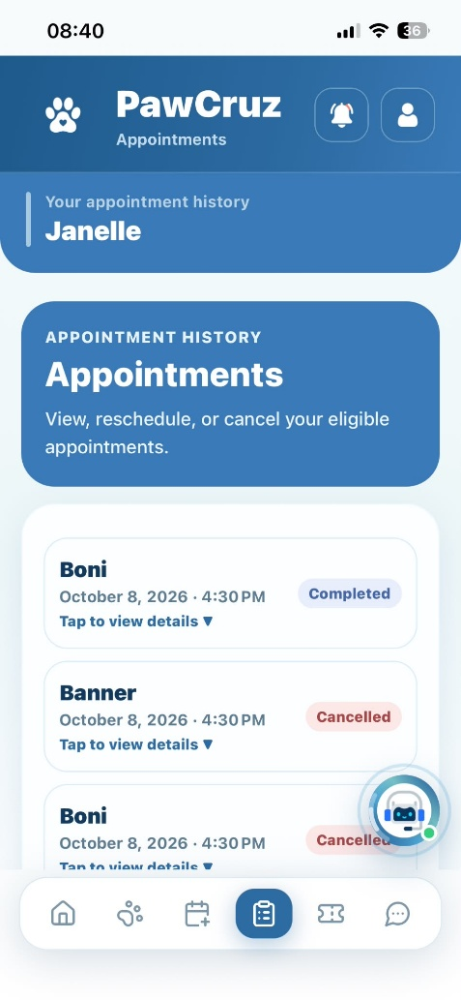 08:40
36
PawCruz
Appointments
Your appointment history
Janelle
APPOINTMENT HISTORY
Appointments
View, reschedule, or cancel your eligible
appointments.
Boni
October 8, 2026 · 4:30 PM
Completed
Tap to view details ▼
Banner
October 8, 2026 · 4:30 PM
Cancelled
Tap to view details ▼
Boni
October 8, 2026 · 4:30 PM
Cancelled
Tap to view details ▼